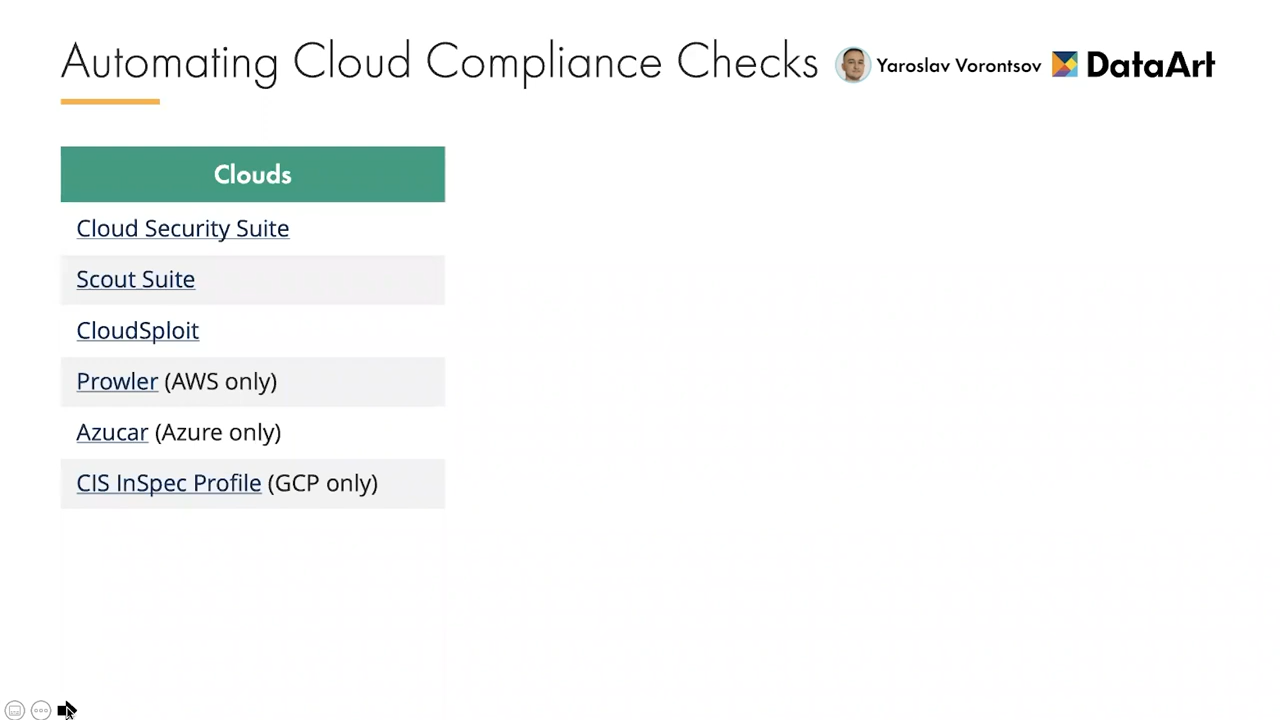 Automating Cloud Compliance Checks
Yaroslav Vorontsov
DataArt
Clouds
Cloud Security Suite
Scout Suite
CloudSploit
Prowler (AWS only)
Azucar (Azure only)
CIS InSpec Profile (GCP only)